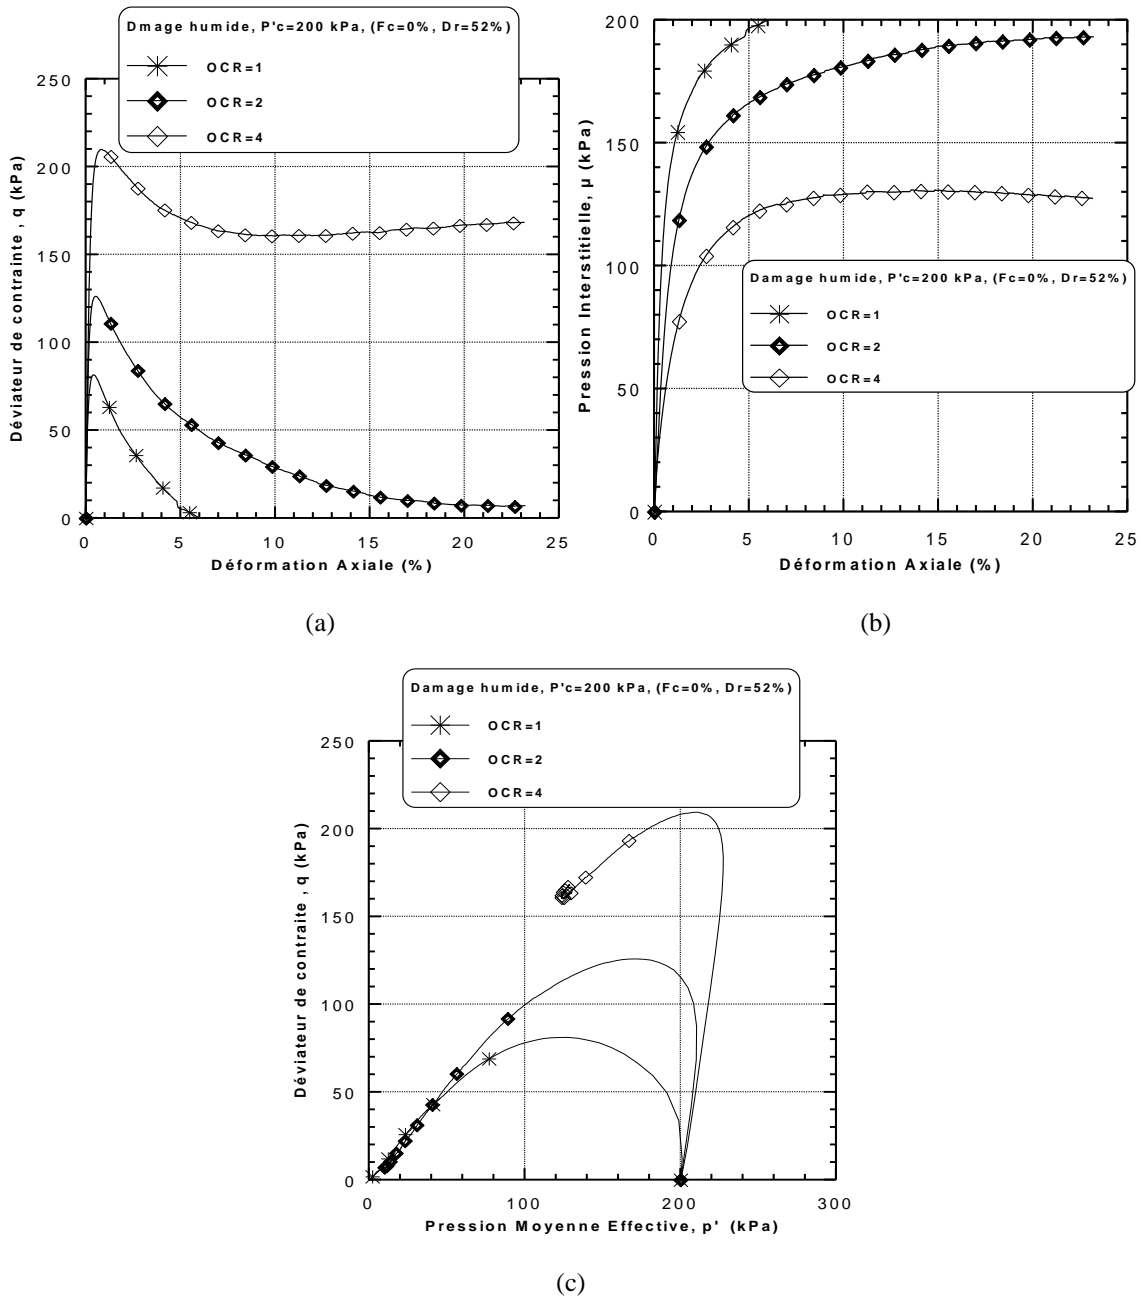 Dmage humide, P'c=200 kPa, (Fc=0%, Dr=52%)
OCR=1
OCR=2
OCR=4
250
200
150
100
50
0
Déviateur de contrainte , q (kPa)
0 5 10 15 20 25
Déformation Axiale (%)
(a)
200
150
100
50
0
Pression Interstitielle, µ (kPa)
Damage humide, P'c=200 kPa, (Fc=0%, Dr=52%)
OCR=1
OCR=2
OCR=4
0 5 10 15 20 25
Déformation Axiale (%)
(b)
Damage humide, P'c=200 kPa, (Fc=0%, Dr=52%)
OCR=1
OCR=2
OCR=4
250
200
150
100
50
0
Déviateur de contraite , q (kPa)
0 100 200 300
Pression Moyenne Effective, p' (kPa)
(c)